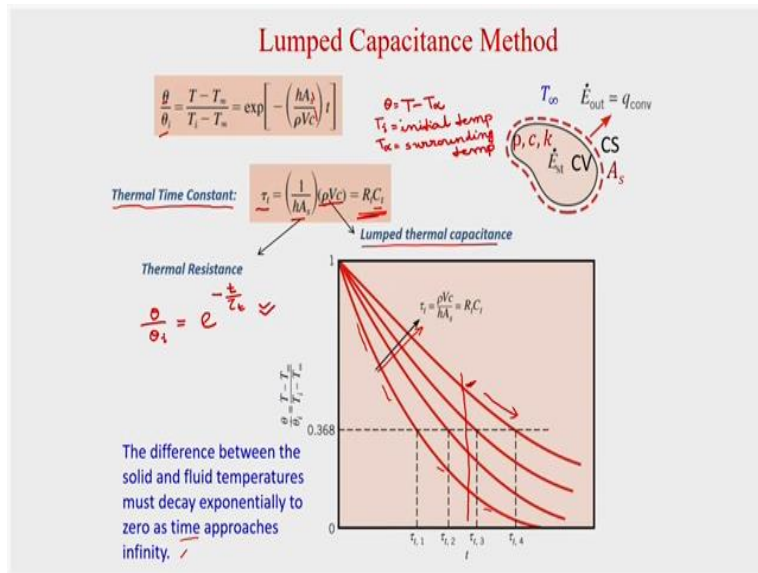 Lumped Capacitance Method
θ/θᵢ = (T − T∞)/(Tᵢ − T∞) = exp[−(hAₛ/ρVc) t]
θ = T − T∞
Tᵢ = initial temp
T∞ = surrounding
temp
T∞ Ėout = qconv
ρ, c, k
Ėst CV CS
Aₛ
Thermal Time Constant: τₜ = (1/hAₛ)(ρVc) = RₜCₜ
Lumped thermal capacitance
Thermal Resistance
θ/θᵢ = e^(−t/τₜ)
1
τₜ = ρVc/hAₛ = RₜCₜ
θ/θᵢ = (T − T∞)/(Tᵢ − T∞)
0.368
0
τₜ,₁ τₜ,₂ τₜ,₃ τₜ,₄
t
The difference between the
solid and fluid temperatures
must decay exponentially to
zero as time approaches
infinity.